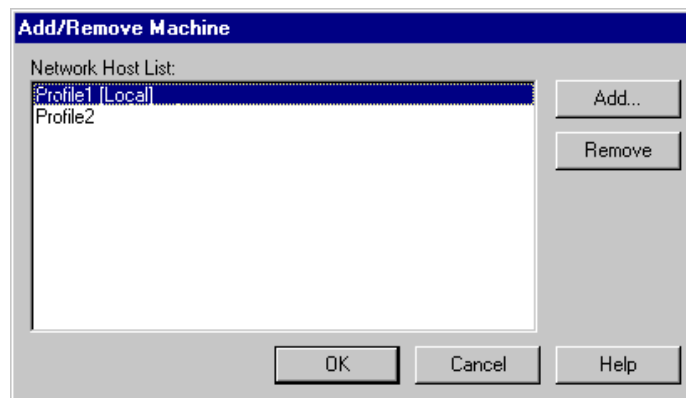 Add/Remove Machine
Network Host List:
Profile1 [Local]
Profile2
Add...
Remove
OK
Cancel
Help